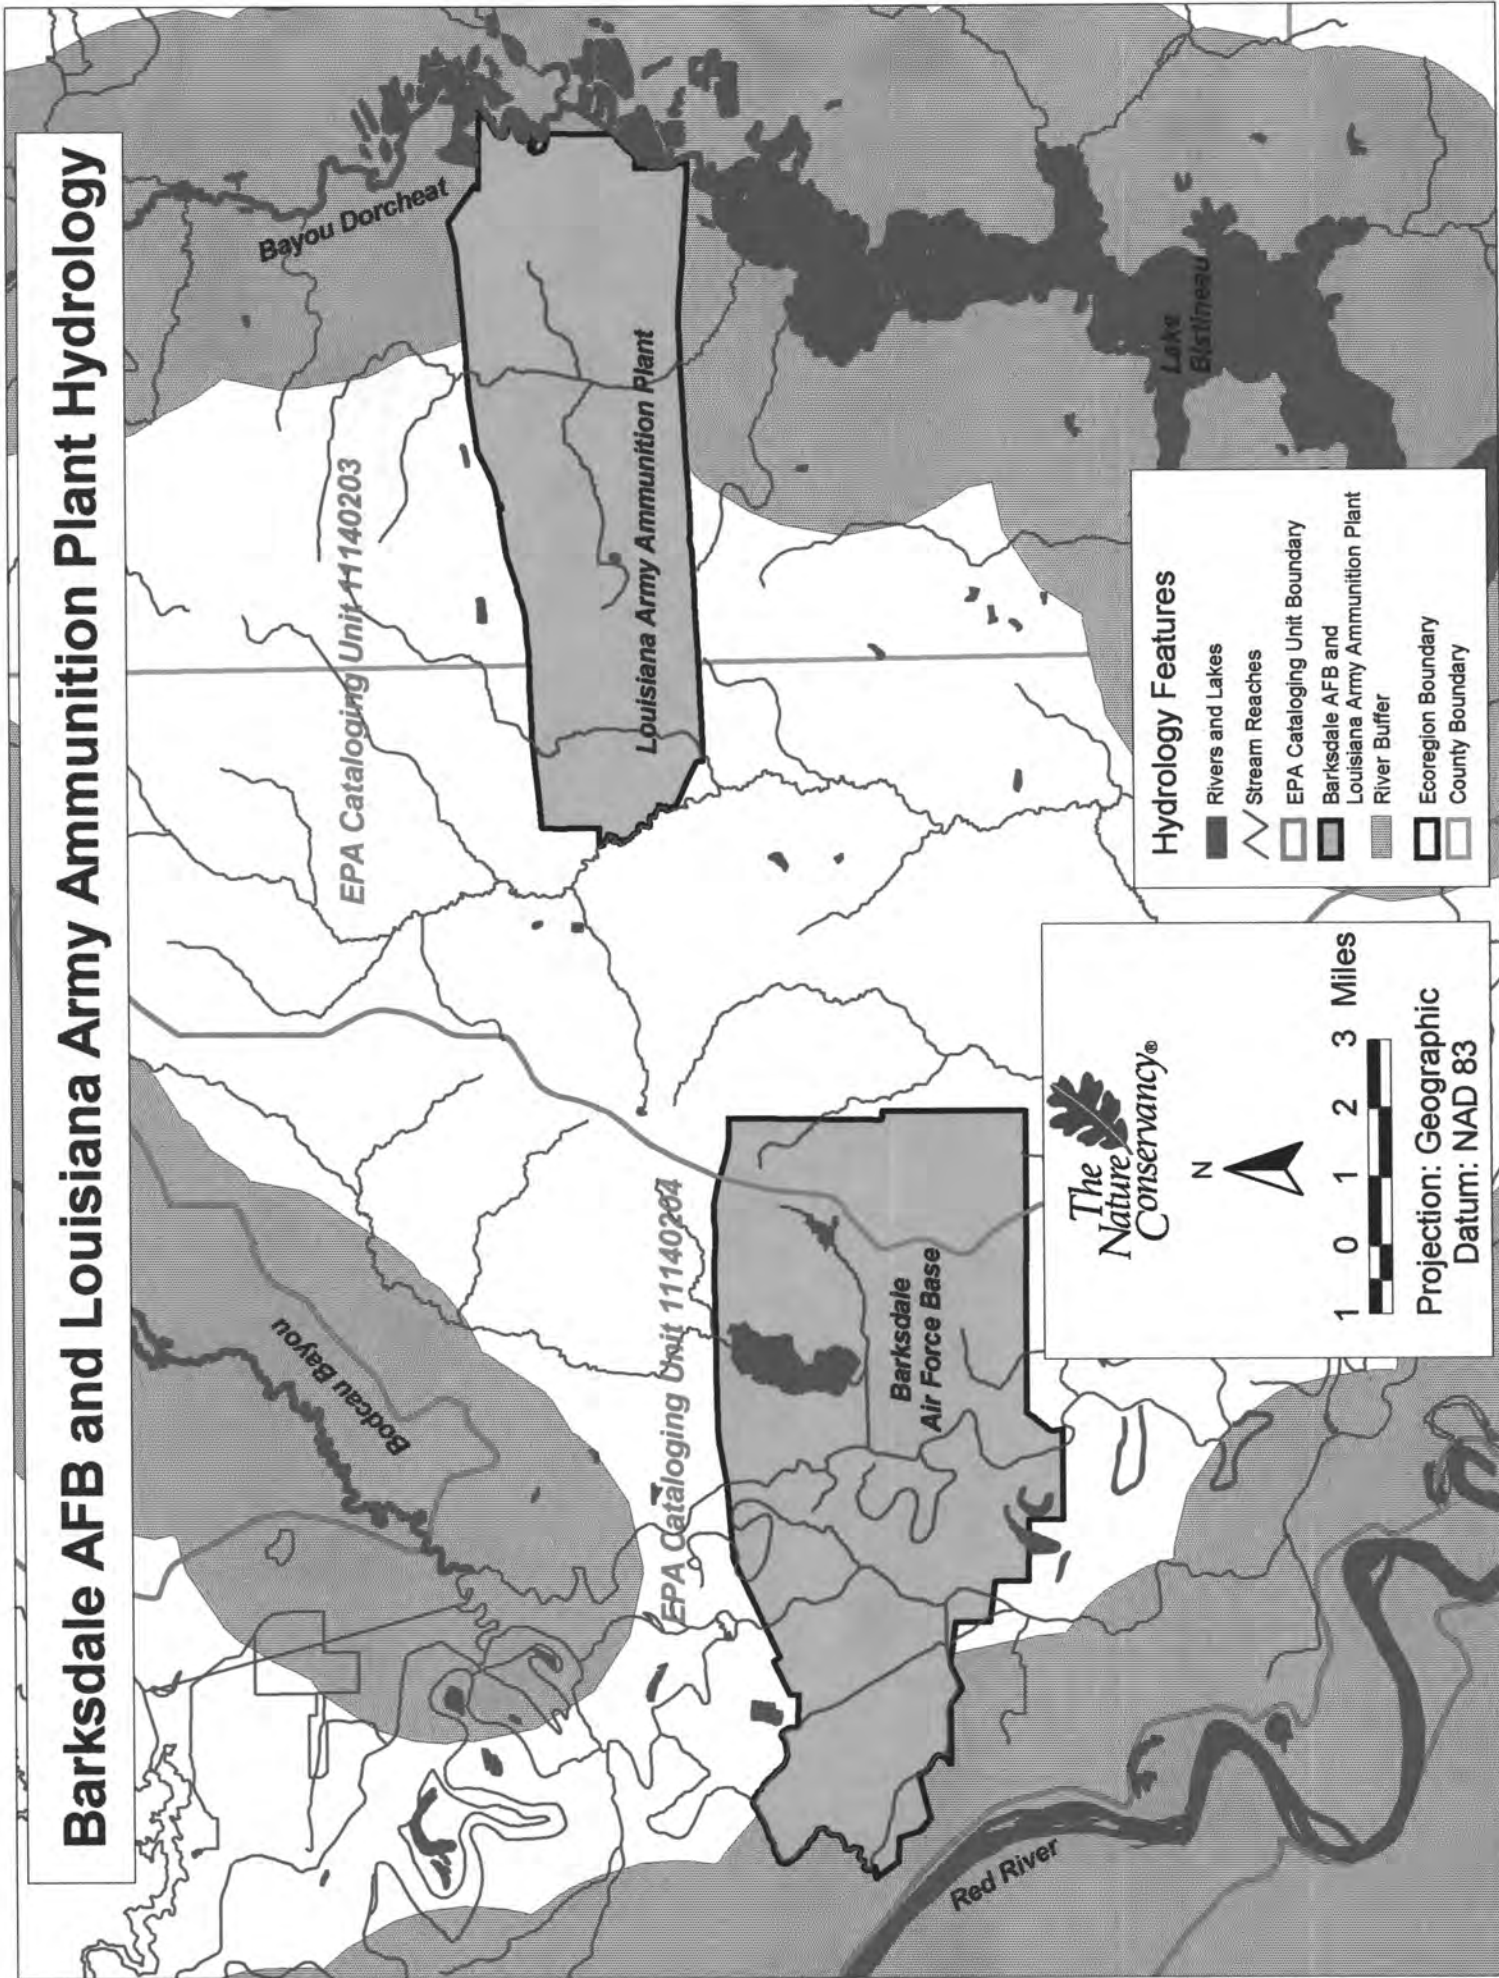 Barksdale AFB and Louisiana Army Ammunition Plant Hydrology
Bodcau Bayou
EPA Cataloging Unit 11140203
Bayou Dorcheat
EPA Cataloging Unit 11140204
Louisiana Army Ammunition Plant
Barksdale
Air Force Base
Red River
Lake
Bistineau
The
Nature
Conservancy®
N
1 0 1 2 3 Miles
Projection: Geographic
Datum: NAD 83
Hydrology Features
Rivers and Lakes
Stream Reaches
EPA Cataloging Unit Boundary
Barksdale AFB and
Louisiana Army Ammunition Plant
River Buffer
Ecoregion Boundary
County Boundary